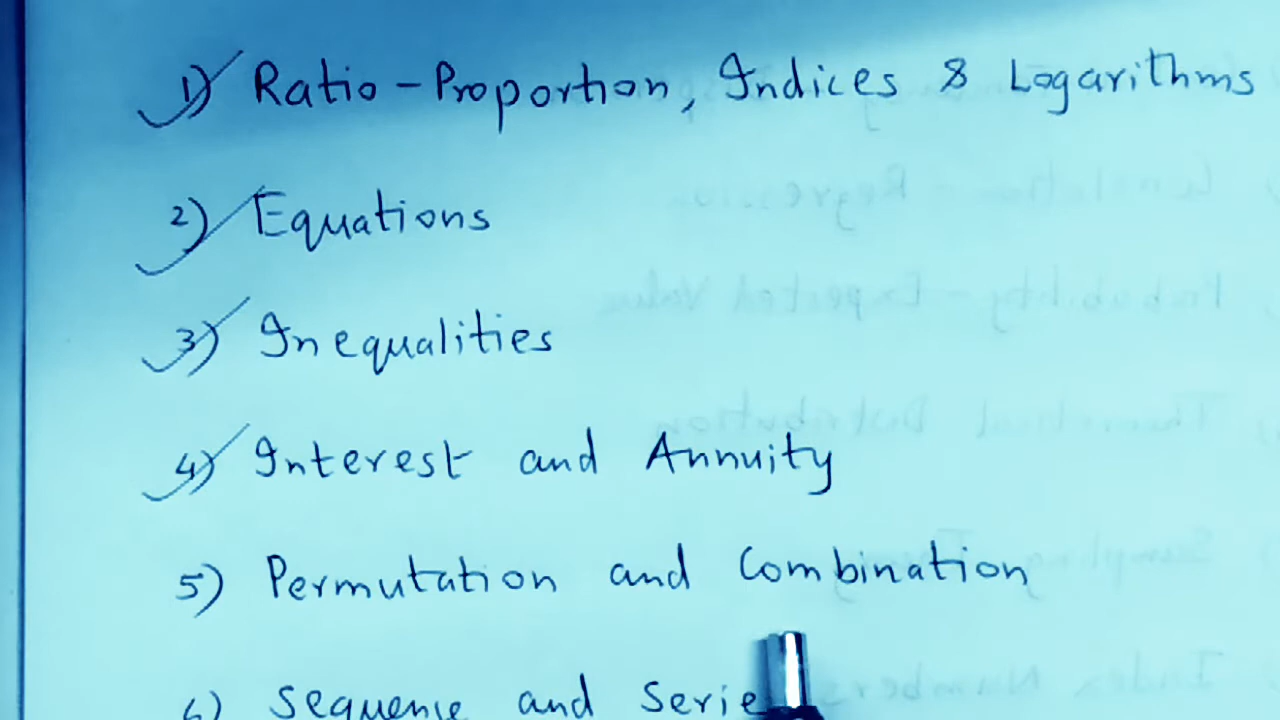 1) Ratio - Proportion, Indices & Logarithms
2) Equations
3) Inequalities
4) Interest and Annuity
5) Permutation and Combination
6) Sequence and Serie